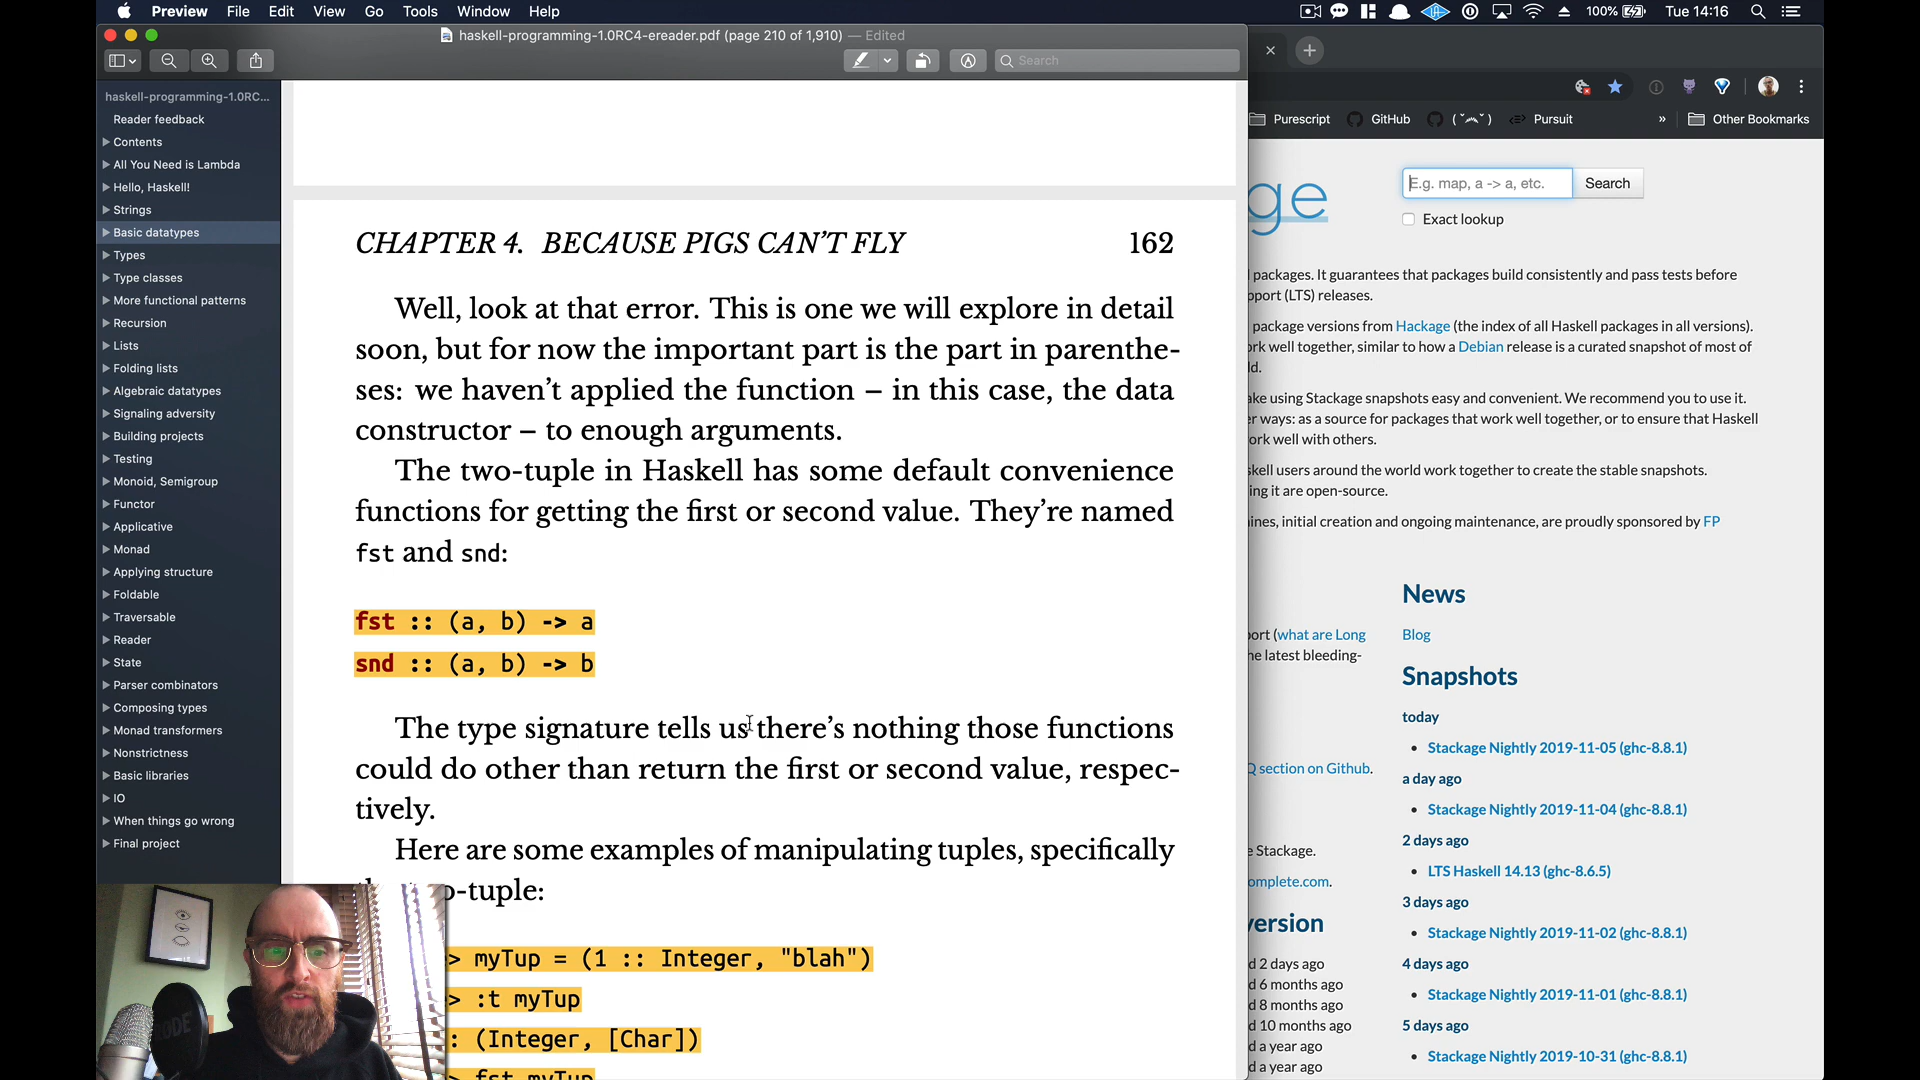 Preview File Edit View Go Tools Window Help
100% Tue 14:16
haskell-programming-1.0RC4-ereader.pdf (page 210 of 1,910) — Edited
Search
haskell-programming-1.0RC...
Reader feedback
Contents
All You Need is Lambda
Hello, Haskell!
Strings
Basic datatypes
Types
Type classes
More functional patterns
Recursion
Lists
Folding lists
Algebraic datatypes
Signaling adversity
Building projects
Testing
Monoid, Semigroup
Functor
Applicative
Monad
Applying structure
Foldable
Traversable
Reader
State
Parser combinators
Composing types
Monad transformers
Nonstrictness
Basic libraries
IO
When things go wrong
Final project
CHAPTER 4. BECAUSE PIGS CAN'T FLY 162
Well, look at that error. This is one we will explore in detail
soon, but for now the important part is the part in parenthe-
ses: we haven't applied the function – in this case, the data
constructor – to enough arguments.
The two-tuple in Haskell has some default convenience
functions for getting the first or second value. They're named
fst and snd:
fst :: (a, b) -> a
snd :: (a, b) -> b
The type signature tells us there's nothing those functions
could do other than return the first or second value, respec-
tively.
Here are some examples of manipulating tuples, specifically
o-tuple:
> myTup = (1 :: Integer, "blah")
> :t myTup
: (Integer, [Char])
> fst myTup
Purescript GitHub Pursuit » Other Bookmarks
ge
E.g. map, a -> a, etc. Search
Exact lookup
packages. It guarantees that packages build consistently and pass tests before
pport (LTS) releases.
package versions from Hackage (the index of all Haskell packages in all versions).
rk well together, similar to how a Debian release is a curated snapshot of most of
d.
ake using Stackage snapshots easy and convenient. We recommend you to use it.
er ways: as a source for packages that work well together, or to ensure that Haskell
ork well with others.
skell users around the world work together to create the stable snapshots.
ing it are open-source.
ines, initial creation and ongoing maintenance, are proudly sponsored by FP
ort (what are Long
he latest bleeding-
Q section on Github.
e Stackage.
omplete.com.
version
d 2 days ago
d 6 months ago
d 8 months ago
d 10 months ago
d a year ago
d a year ago
News
Blog
Snapshots
today
Stackage Nightly 2019-11-05 (ghc-8.8.1)
a day ago
Stackage Nightly 2019-11-04 (ghc-8.8.1)
2 days ago
LTS Haskell 14.13 (ghc-8.6.5)
3 days ago
Stackage Nightly 2019-11-02 (ghc-8.8.1)
4 days ago
Stackage Nightly 2019-11-01 (ghc-8.8.1)
5 days ago
Stackage Nightly 2019-10-31 (ghc-8.8.1)